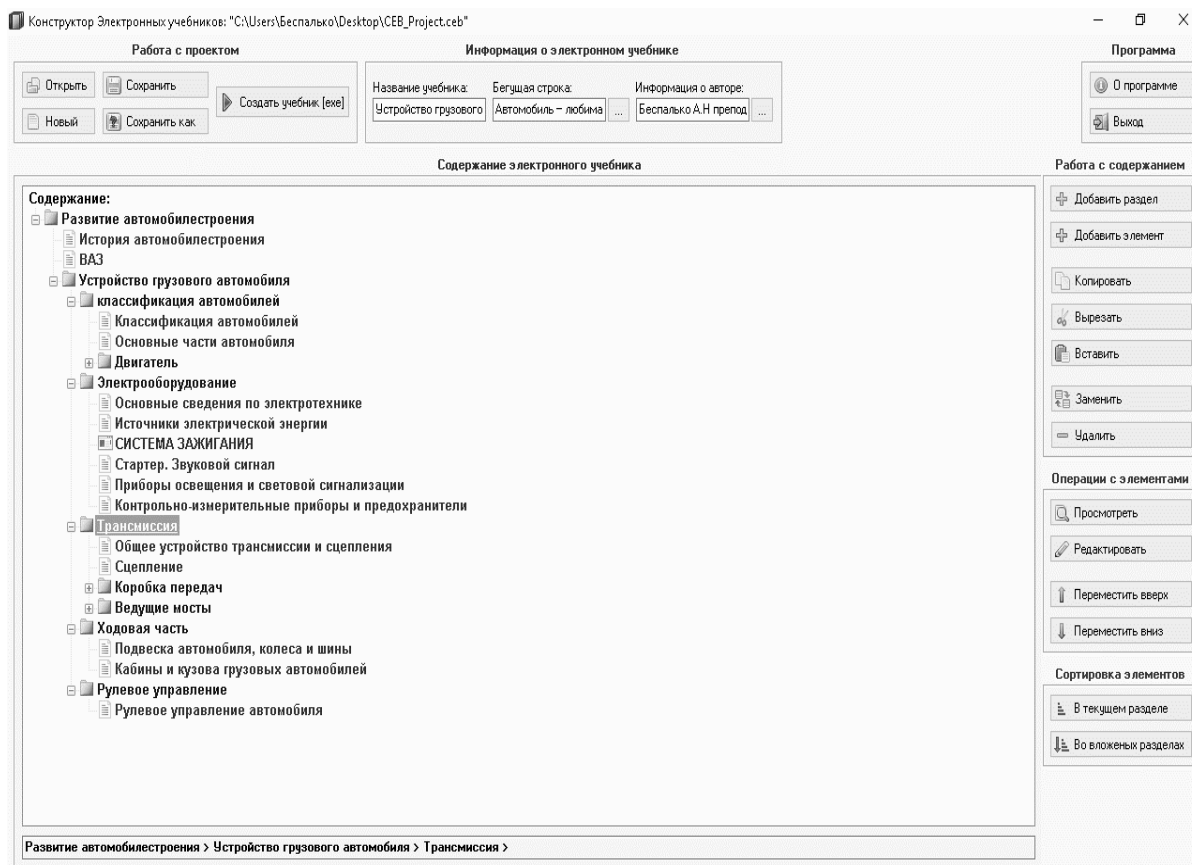 Конструктор Электронных учебников: "C:\Users\Беспалько\Desktop\CEB_Project.ceb"
Работа с проектом
Открыть
Сохранить
Новый
Сохранить как
Создать учебник [exe]
Информация о электронном учебнике
Название учебника:
Бегущая строка:
Информация о авторе:
Устройство грузового
Автомобиль – любима
...
Беспалько А.Н препод
...
Программа
О программе
Выход
Содержание электронного учебника
Содержание:
Развитие автомобилестроения
История автомобилестроения
ВАЗ
Устройство грузового автомобиля
классификация автомобилей
Классификация автомобилей
Основные части автомобиля
Двигатель
Электрооборудование
Основные сведения по электротехнике
Источники электрической энергии
СИСТЕМА ЗАЖИГАНИЯ
Стартер. Звуковой сигнал
Приборы освещения и световой сигнализации
Контрольно-измерительные приборы и предохранители
Трансмиссия
Общее устройство трансмиссии и сцепления
Сцепление
Коробка передач
Ведущие мосты
Ходовая часть
Подвеска автомобиля, колеса и шины
Кабины и кузова грузовых автомобилей
Рулевое управление
Рулевое управление автомобиля
Развитие автомобилестроения > Устройство грузового автомобиля > Трансмиссия >
Работа с содержанием
Добавить раздел
Добавить элемент
Копировать
Вырезать
Вставить
Заменить
Удалить
Операции с элементами
Просмотреть
Редактировать
Переместить вверх
Переместить вниз
Сортировка элементов
В текущем разделе
Во вложеных разделах